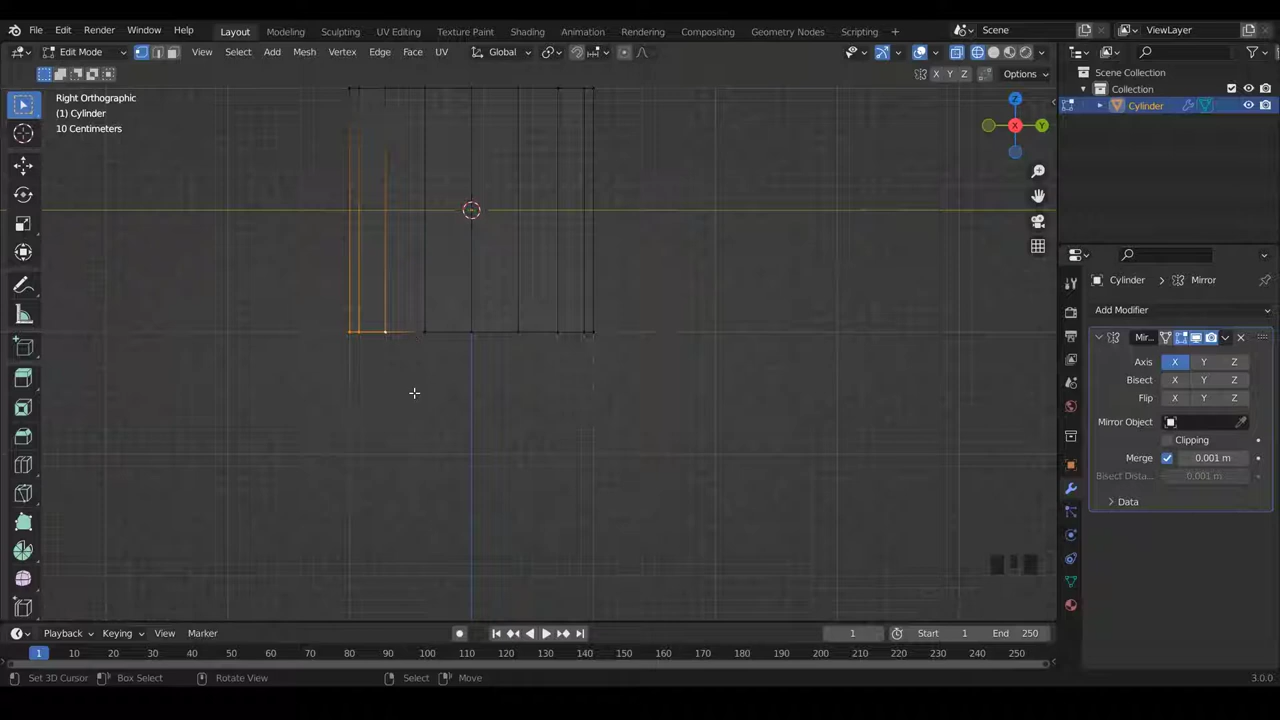 File Edit Render Window Help Layout Modeling Sculpting UV Editing Texture Paint Shading Animation Rendering Compositing Geometry Nodes Scripting + Scene ViewLayer
Edit Mode View Select Add Mesh Vertex Edge Face UV Global
X Y Z Options
Right Orthographic
(1) Cylinder
10 Centimeters
Z
X
Y
Scene Collection
Collection
Cylinder
Cylinder > Mirror
Add Modifier
Mir...
Axis X Y Z
Bisect X Y Z
Flip X Y Z
Mirror Object
Clipping
Merge 0.001 m
Bisect Dista... 0.001 m
Data
Playback Keying View Marker 1 Start 1 End 250
1 10 20 30 40 50 60 70 80 90 100 110 120 130 140 150 160 170 180 190 200 210 220 230 240 250
Set 3D Cursor Box Select Rotate View Select Move 3.0.0